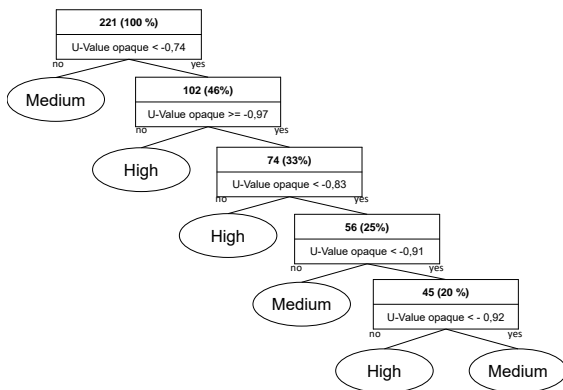 221 (100 %)
U-Value opaque < -0,74
no yes
Medium
102 (46%)
U-Value opaque >= -0,97
no yes
High
74 (33%)
U-Value opaque < -0,83
no yes
High
56 (25%)
U-Value opaque < -0,91
no yes
Medium
45 (20 %)
U-Value opaque < - 0,92
no yes
High Medium